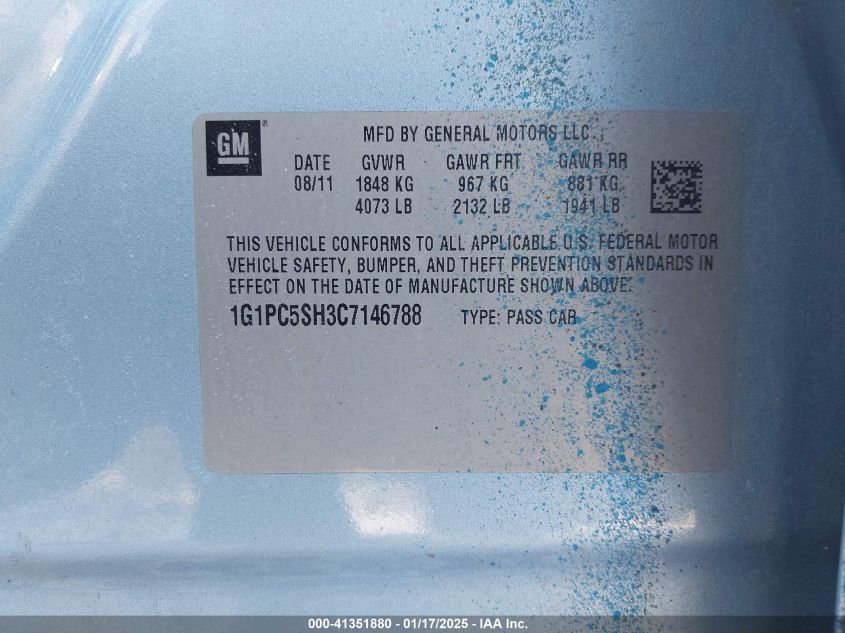 GM ®
MFD BY GENERAL MOTORS LLC
DATE GVWR GAWR FRT GAWR RR
08/11 1848 KG 967 KG 881 KG
4073 LB 2132 LB 1941 LB
THIS VEHICLE CONFORMS TO ALL APPLICABLE U.S. FEDERAL MOTOR
VEHICLE SAFETY, BUMPER, AND THEFT PREVENTION STANDARDS IN
EFFECT ON THE DATE OF MANUFACTURE SHOWN ABOVE.
1G1PC5SH3C7146788 TYPE: PASS CAR
000-41351880 - 01/17/2025 - IAA Inc.